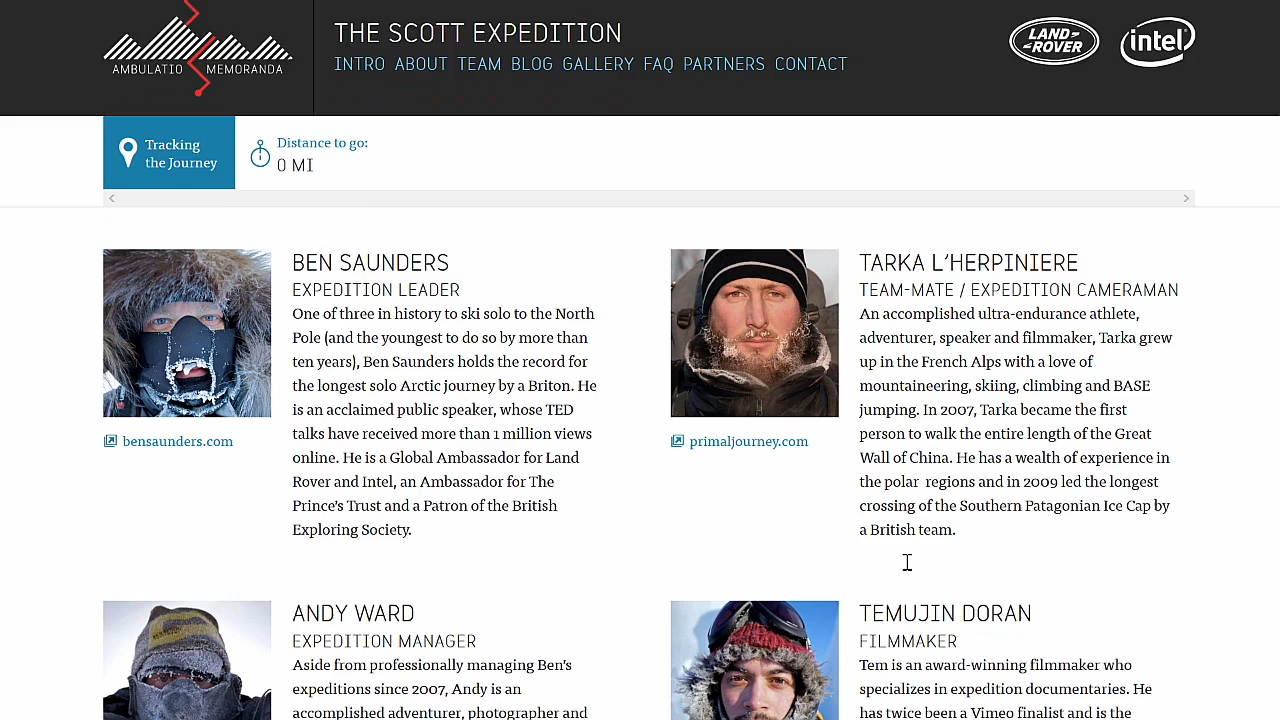 AMBULATIO MEMORANDA
THE SCOTT EXPEDITION
INTRO ABOUT TEAM BLOG GALLERY FAQ PARTNERS CONTACT
LAND-ROVER
intel
Tracking
the Journey
Distance to go:
0 MI
BEN SAUNDERS
EXPEDITION LEADER
One of three in history to ski solo to the North
Pole (and the youngest to do so by more than
ten years), Ben Saunders holds the record for
the longest solo Arctic journey by a Briton. He
is an acclaimed public speaker, whose TED
talks have received more than 1 million views
online. He is a Global Ambassador for Land
Rover and Intel, an Ambassador for The
Prince's Trust and a Patron of the British
Exploring Society.
bensaunders.com
TARKA L'HERPINIERE
TEAM-MATE / EXPEDITION CAMERAMAN
An accomplished ultra-endurance athlete,
adventurer, speaker and filmmaker, Tarka grew
up in the French Alps with a love of
mountaineering, skiing, climbing and BASE
jumping. In 2007, Tarka became the first
person to walk the entire length of the Great
Wall of China. He has a wealth of experience in
the polar regions and in 2009 led the longest
crossing of the Southern Patagonian Ice Cap by
a British team.
primaljourney.com
ANDY WARD
EXPEDITION MANAGER
Aside from professionally managing Ben's
expeditions since 2007, Andy is an
accomplished adventurer, photographer and
TEMUJIN DORAN
FILMMAKER
Tem is an award-winning filmmaker who
specializes in expedition documentaries. He
has twice been a Vimeo finalist and is the